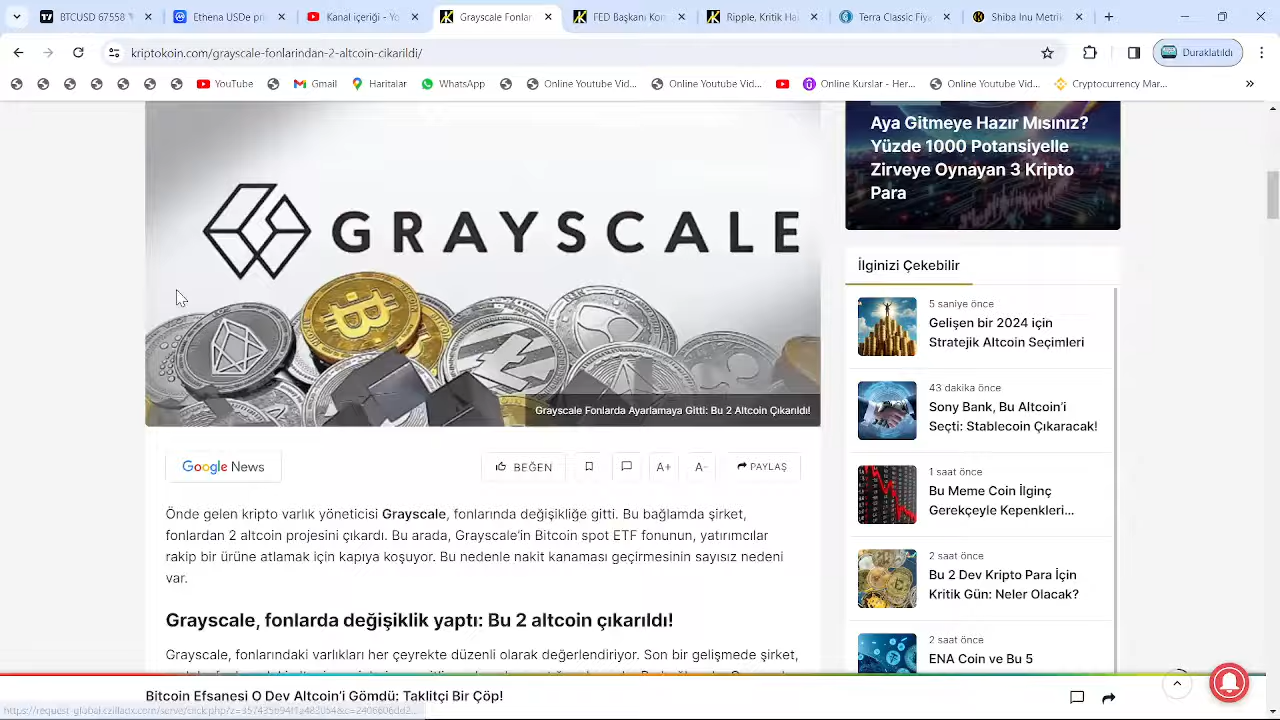 BTCUSD 67558
Ethena USDe pr
Kanal içeriği - Yo
Grayscale Fonlar
FED Başkanı Kon
Ripple, Kritik Ha
Terra Classic Fiya
Shiba Inu Metrik
kriptokoin.com/grayscale-fonlarindan-2-altcoin-cikarildi/
Duraklatıldı
YouTube
Gmail
Haritalar
WhatsApp
Online Youtube Vid...
Online Youtube Vid...
Online Kurslar - Her...
Online Youtube Vid...
Cryptocurrency Mar...
GRAYSCALE
Grayscale Fonlarda Ayarlamaya Gitti: Bu 2 Altcoin Çıkarıldı!
Google News
BEĞEN
A+
A-
PAYLAŞ
Önde gelen kripto varlık yöneticisi Grayscale, fonlarında değişikliğe gitti. Bu bağlamda şirket,
fonlardan 2 altcoin projesini çıkardı. Bu arada, Grayscale'in Bitcoin spot ETF fonunun, yatırımcılar
rakip bir ürüne atlamak için kapıya koşuyor. Bu nedenle nakit kanaması geçirmesinin sayısız nedeni
var.
Grayscale, fonlarda değişiklik yaptı: Bu 2 altcoin çıkarıldı!
Grayscale, fonlarındaki varlıkları her çeyrekte düzenli olarak değerlendiriyor. Son bir gelişmede şirket,
Aya Gitmeye Hazır Mısınız?
Yüzde 1000 Potansiyelle
Zirveye Oynayan 3 Kripto
Para
İlginizi Çekebilir
5 saniye önce
Gelişen bir 2024 için
Stratejik Altcoin Seçimleri
43 dakika önce
Sony Bank, Bu Altcoin'i
Seçti: Stablecoin Çıkaracak!
1 saat önce
Bu Meme Coin İlginç
Gerekçeyle Kepenkleri...
2 saat önce
Bu 2 Dev Kripto Para İçin
Kritik Gün: Neler Olacak?
2 saat önce
ENA Coin ve Bu 5
Bitcoin Efsanesi O Dev Altcoin'i Gömdü: Taklitçi Bir Çöp!